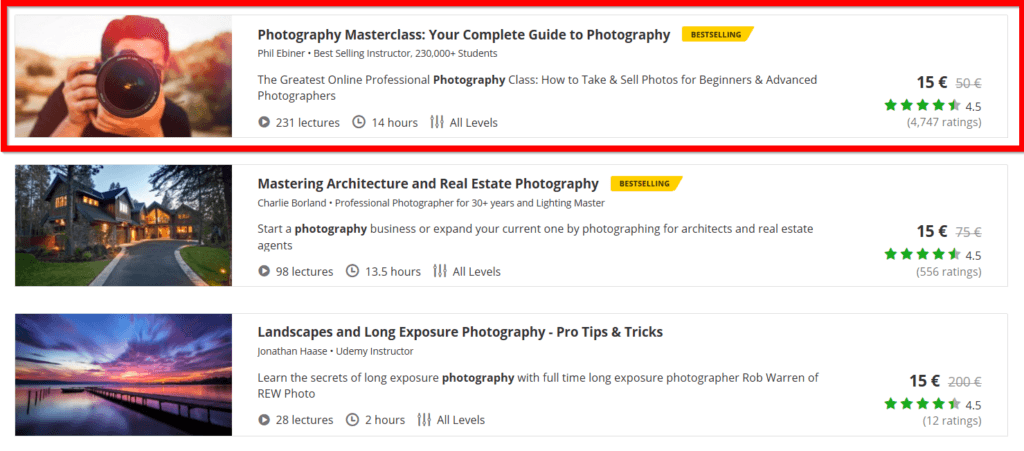 Photography Masterclass: Your Complete Guide to Photography BESTSELLING
Phil Ebiner • Best Selling Instructor, 230,000+ Students
The Greatest Online Professional Photography Class: How to Take & Sell Photos for Beginners & Advanced
Photographers
15 € 50 €
4.5
(4,747 ratings)
231 lectures 14 hours All Levels
Mastering Architecture and Real Estate Photography BESTSELLING
Charlie Borland • Professional Photographer for 30+ years and Lighting Master
Start a photography business or expand your current one by photographing for architects and real estate
agents
15 € 75 €
4.5
(556 ratings)
98 lectures 13.5 hours All Levels
Landscapes and Long Exposure Photography - Pro Tips & Tricks
Jonathan Haase • Udemy Instructor
Learn the secrets of long exposure photography with full time long exposure photographer Rob Warren of
REW Photo
15 € 200 €
4.5
(12 ratings)
28 lectures 2 hours All Levels